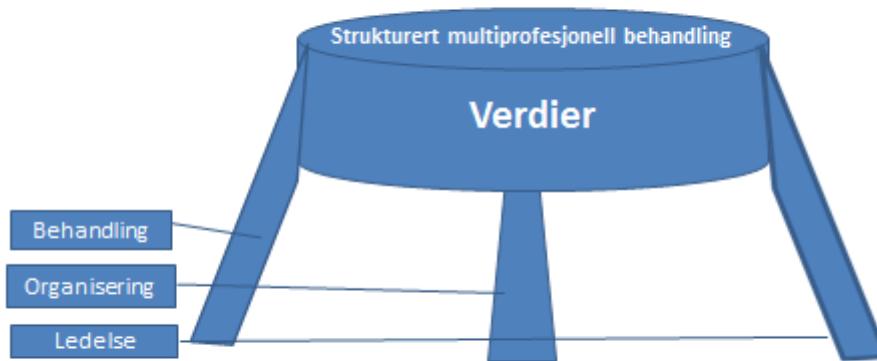 Strukturert multiprofesjonell behandling
Verdier
Behandling
Organisering
Ledelse